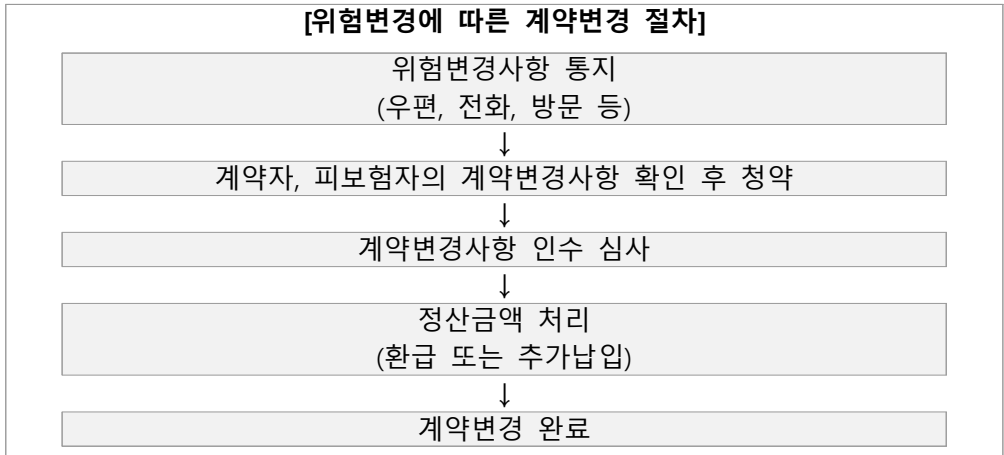 [위험변경에 따른 계약변경 절차]
위험변경사항 통지
(우편, 전화, 방문 등)
↓
계약자, 피보험자의 계약변경사항 확인 후 청약
↓
계약변경사항 인수 심사
↓
정산금액 처리
(환급 또는 추가납입)
↓
계약변경 완료